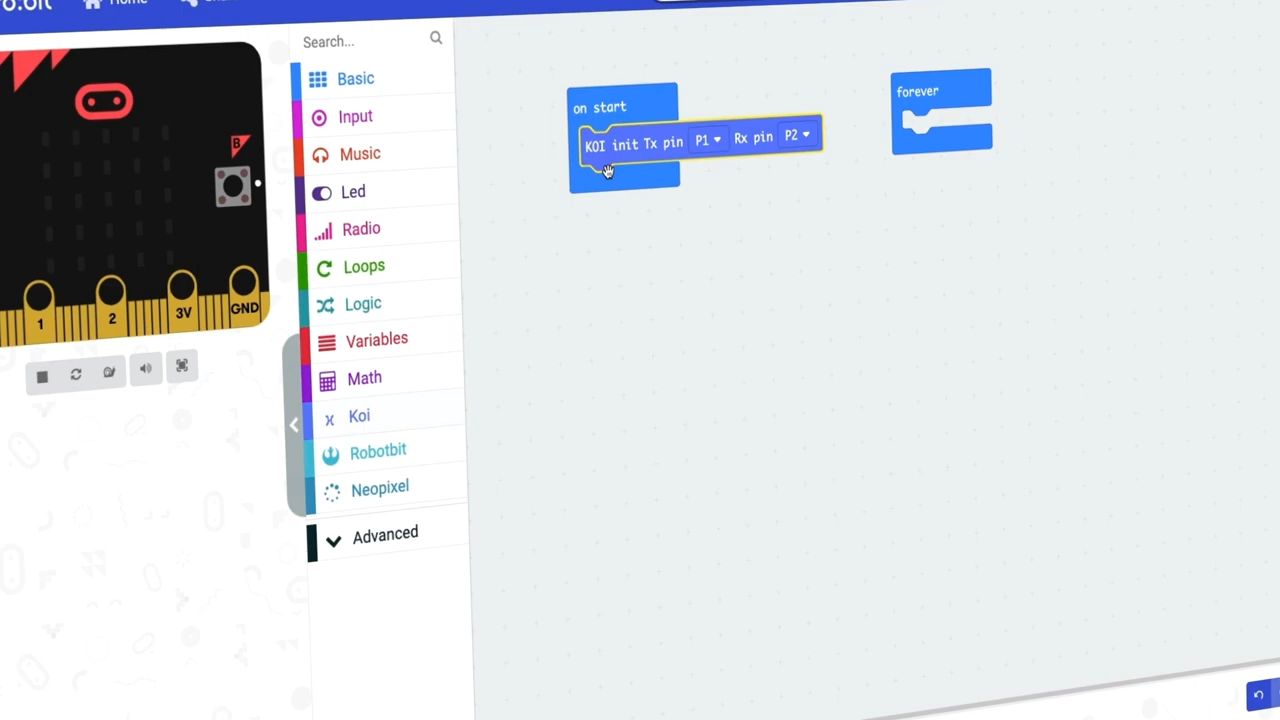 o:bit
Home
Search...
Basic
Input
Music
Led
Radio
Loops
Logic
Variables
Math
Koi
Robotbit
Neopixel
Advanced
B
1
2
3V
GND
on start
KOI init Tx pin P1 Rx pin P2
forever